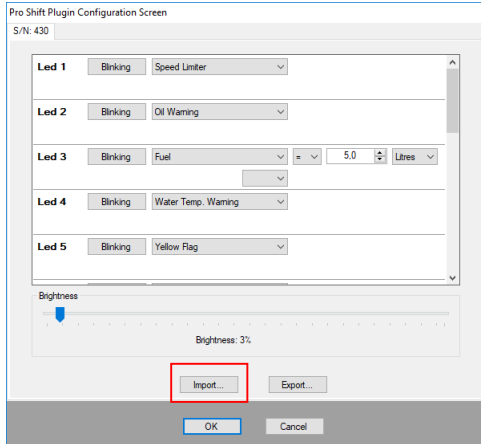 Pro Shift Plugin Configuration Screen
S/N: 430
Led 1 Blinking Speed Limiter
Led 2 Blinking Oil Warning
Led 3 Blinking Fuel = 5,0 Litres
Led 4 Blinking Water Temp. Warning
Led 5 Blinking Yellow Flag
Brightness
Brightness: 3%
Import... Export...
OK Cancel